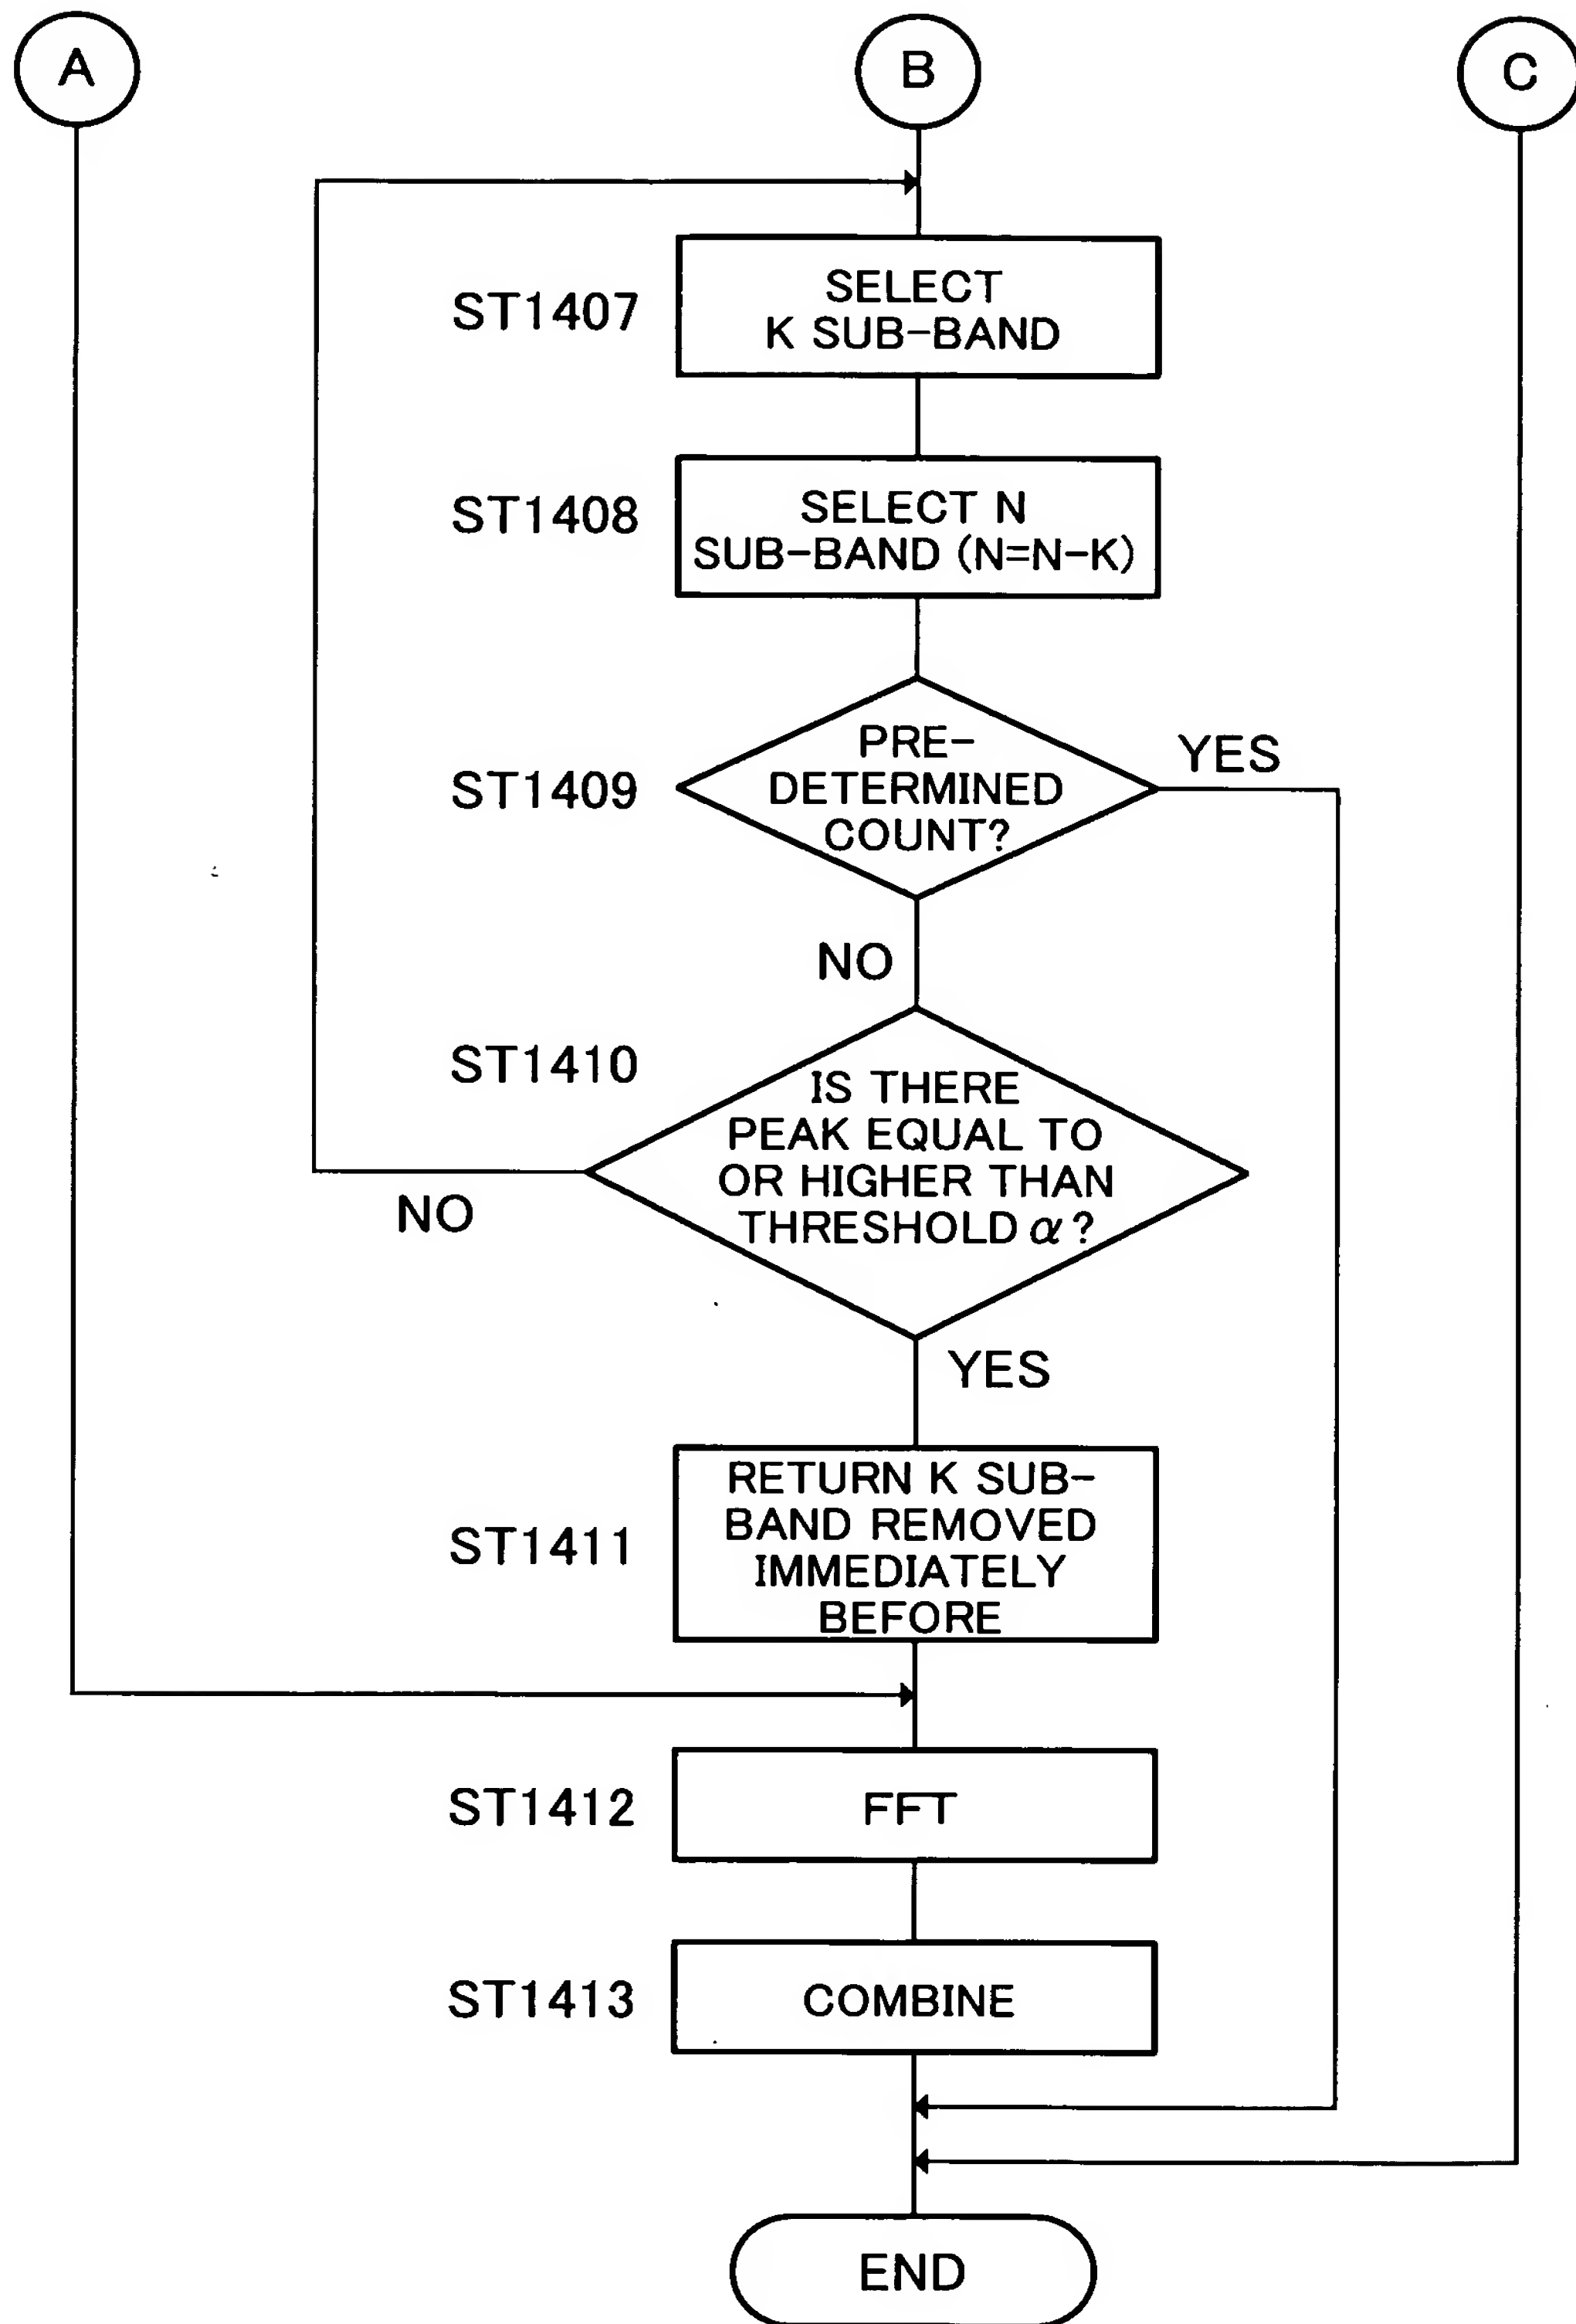 A
B
C
ST1407
SELECT
K SUB-BAND
ST1408
SELECT N
SUB-BAND (N=N-K)
ST1409
PRE-
DETERMINED
COUNT?
YES
NO
ST1410
IS THERE
PEAK EQUAL TO
OR HIGHER THAN
THRESHOLD α?
NO
YES
ST1411
RETURN K SUB-
BAND REMOVED
IMMEDIATELY
BEFORE
ST1412
FFT
ST1413
COMBINE
END